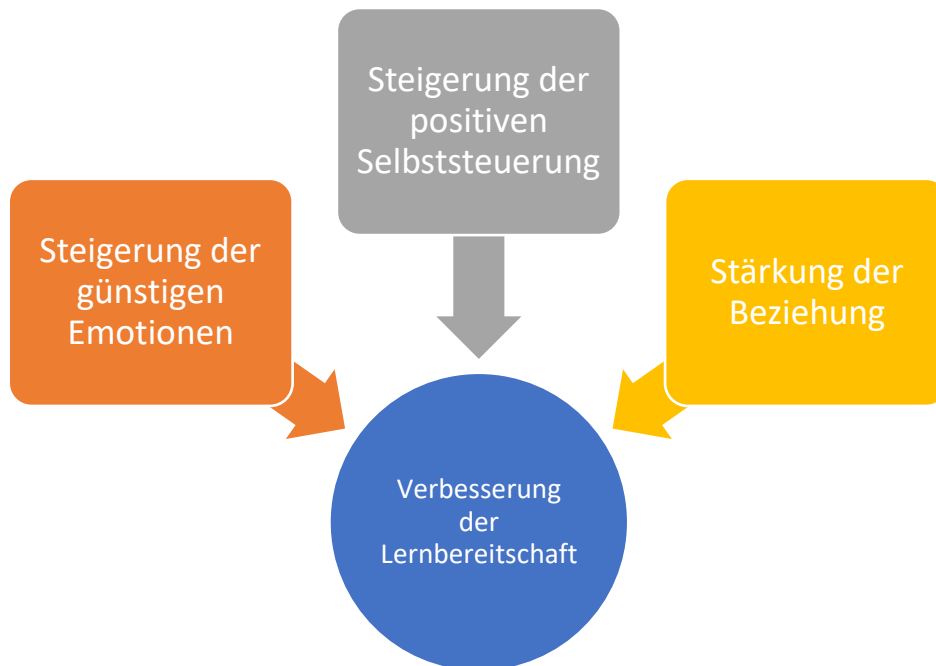 Steigerung der
positiven
Selbststeuerung
Steigerung der
günstigen
Emotionen
Stärkung der
Beziehung
Verbesserung
der
Lernbereitschaft